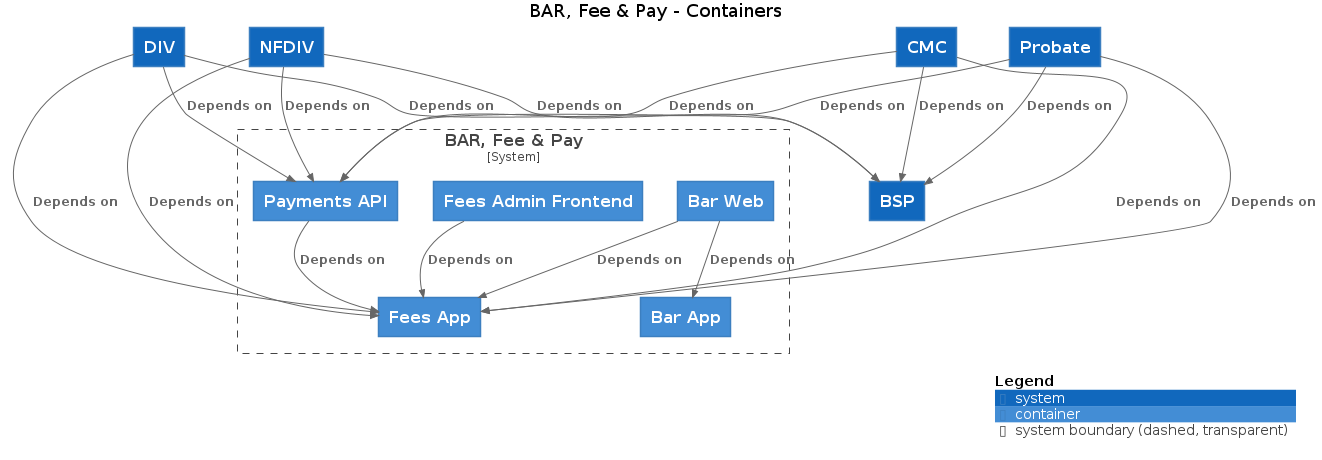 BAR, Fee & Pay - Containers
DIV
NFDIV
CMC
Probate
Depends on
Depends on
Depends on
Depends on
Depends on
Depends on
Depends on
Depends on
BAR, Fee & Pay
[System]
Payments API
Fees Admin Frontend
Bar Web
BSP
Depends on
Depends on
Depends on
Depends on
Depends on
Depends on
Depends on
Depends on
Fees App
Bar App
Legend
system
container
system boundary (dashed, transparent)